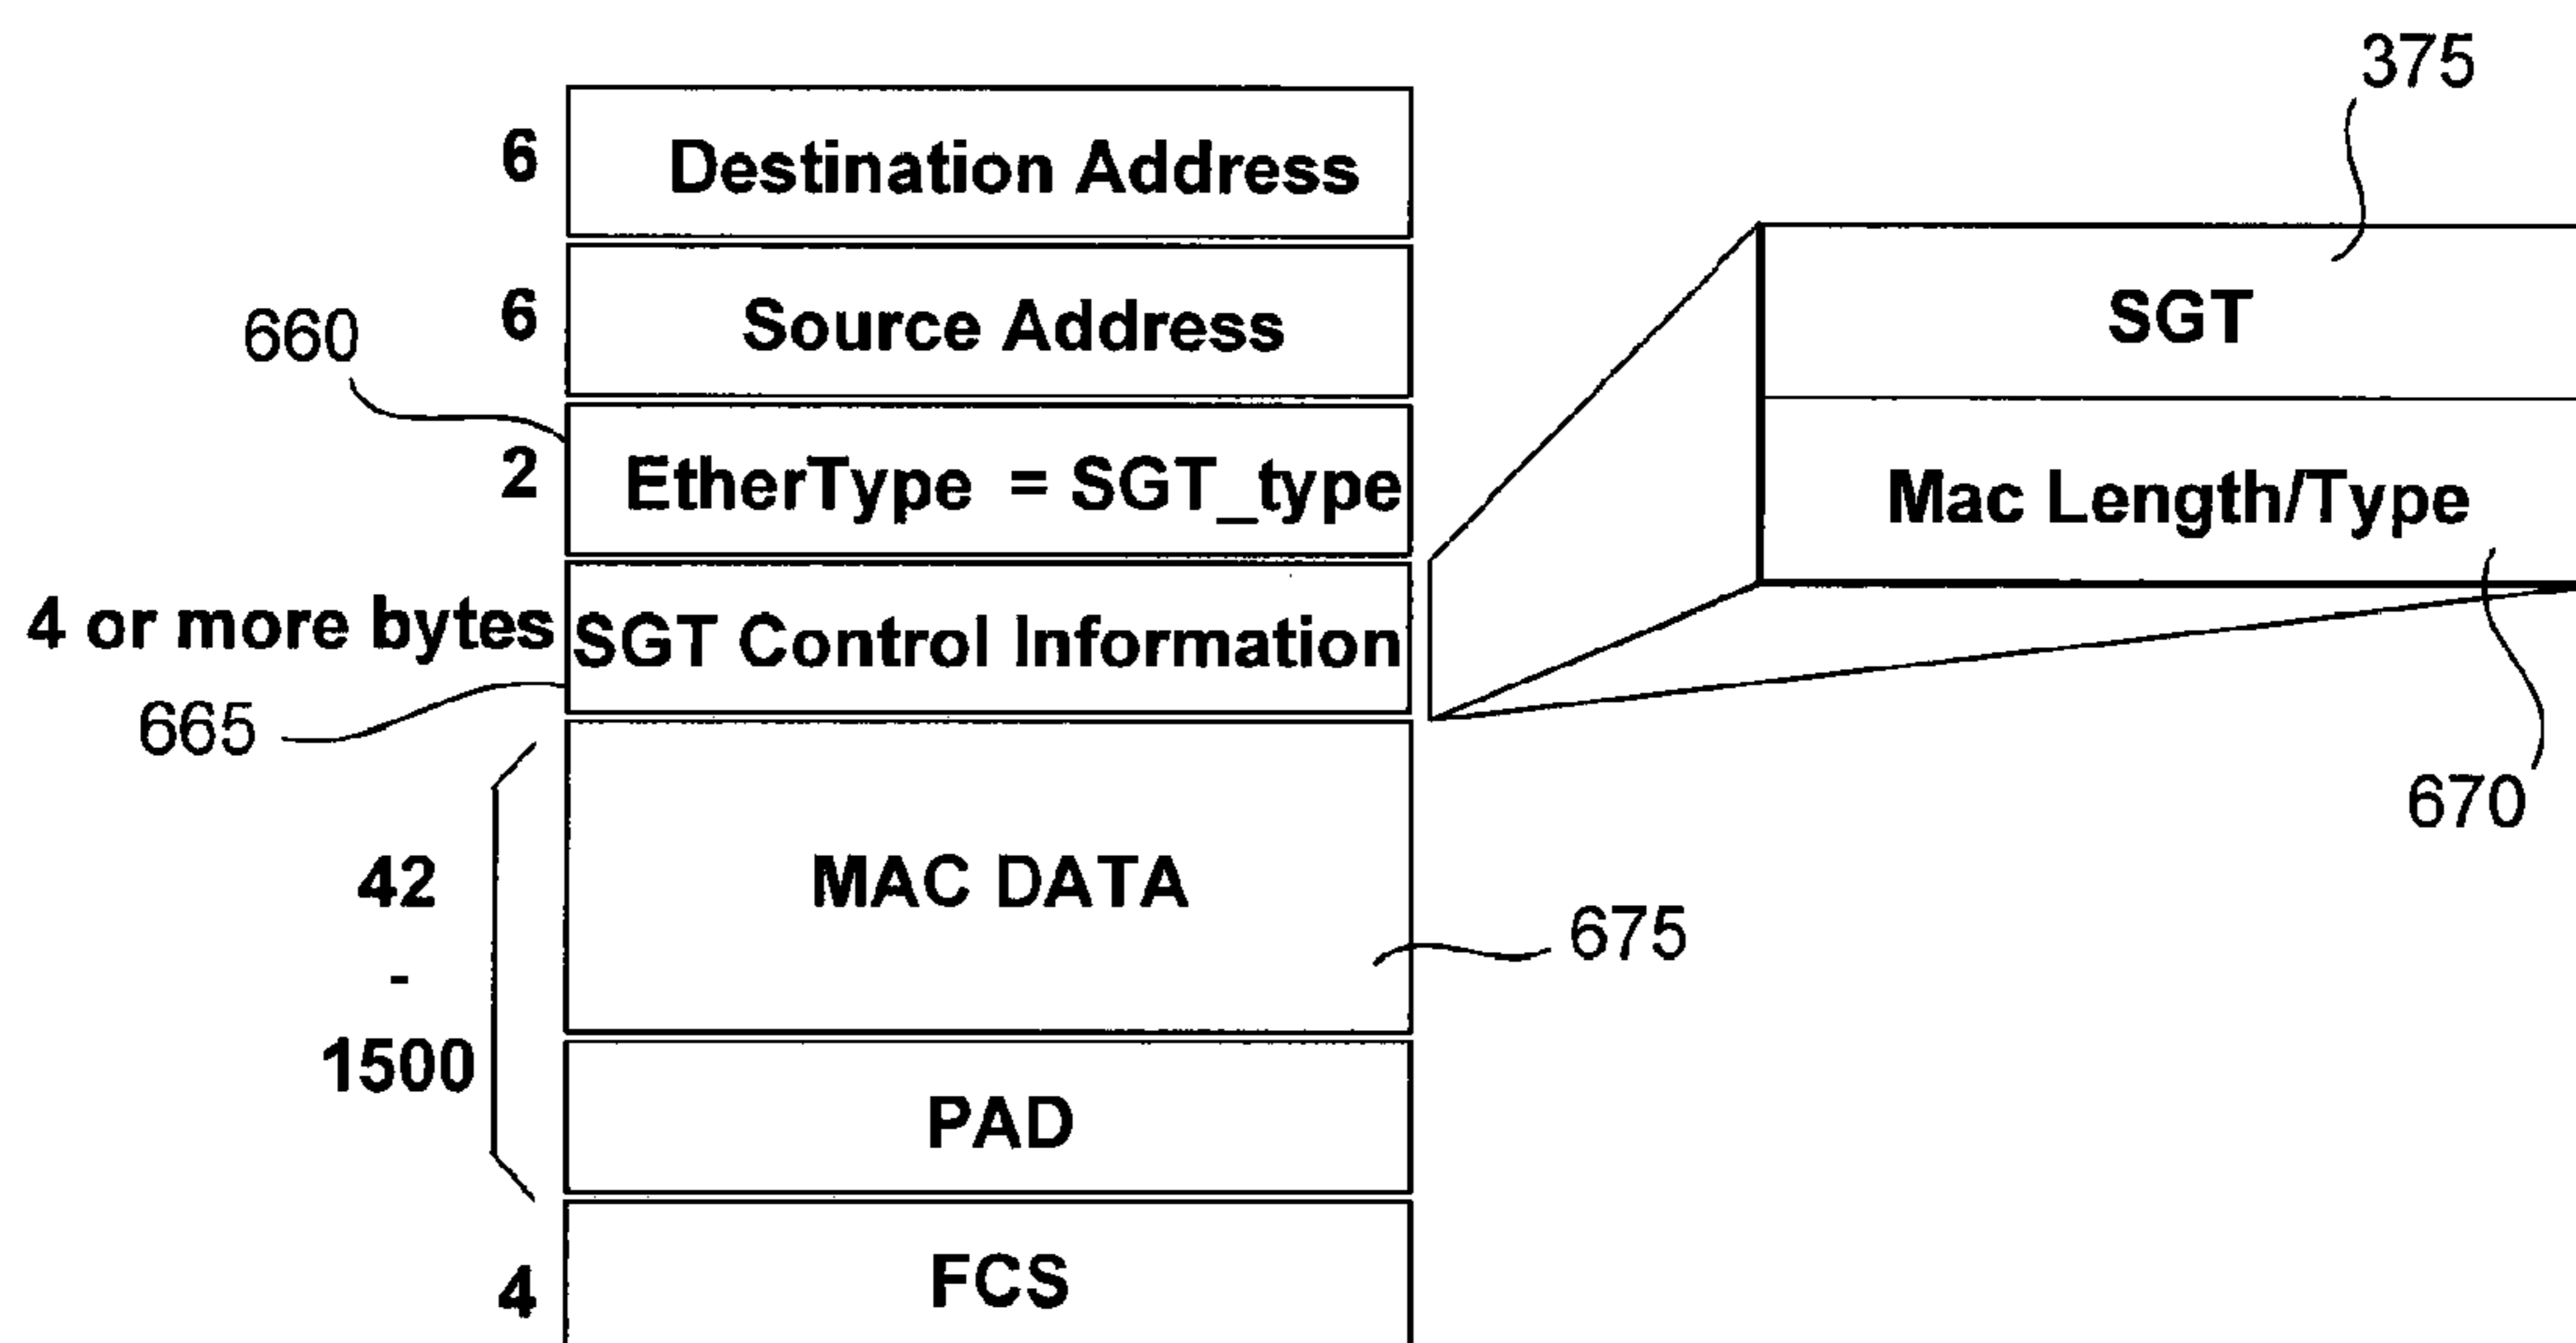 375
6
Destination Address
6
Source Address
SGT
660
2
EtherType = SGT_type
Mac Length/Type
4 or more bytes
SGT Control Information
665
670
42
-
1500
MAC DATA
675
PAD
4
FCS